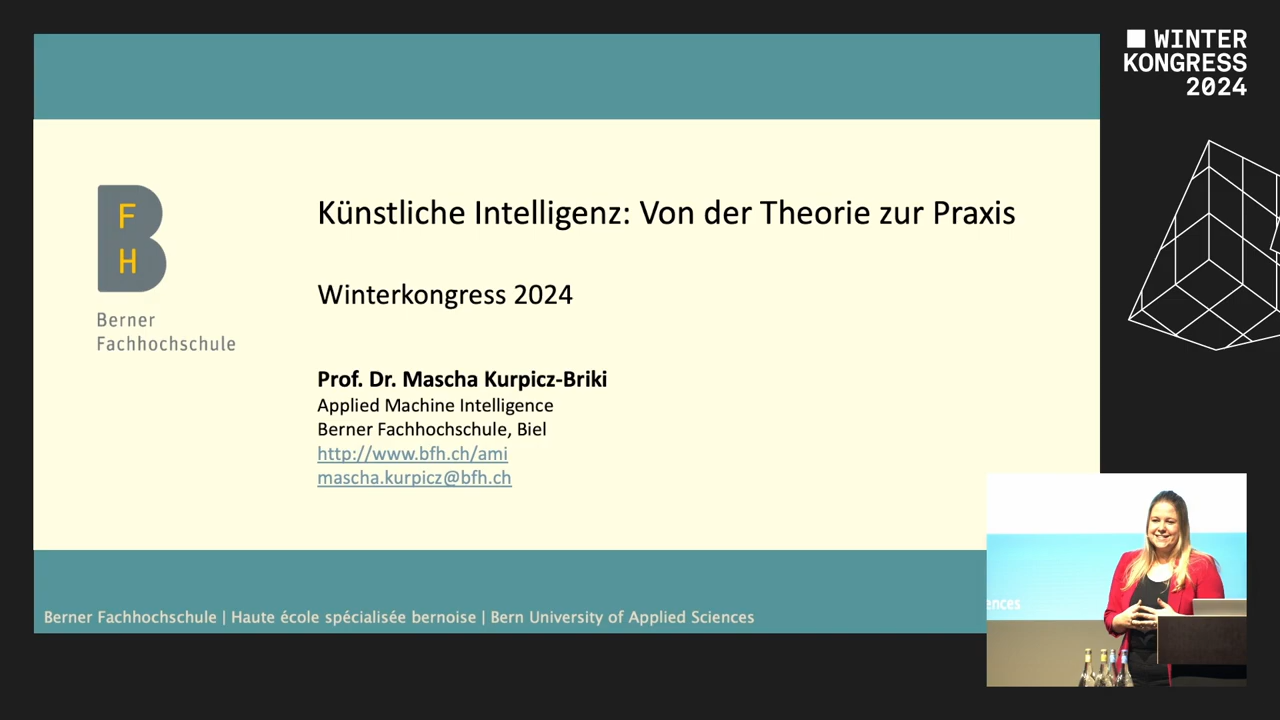 WINTER
KONGRESS
2024
F
H
Berner
Fachhochschule
Künstliche Intelligenz: Von der Theorie zur Praxis
Winterkongress 2024
Prof. Dr. Mascha Kurpicz-Briki
Applied Machine Intelligence
Berner Fachhochschule, Biel
http://www.bfh.ch/ami
mascha.kurpicz@bfh.ch
Berner Fachhochschule | Haute école spécialisée bernoise | Bern University of Applied Sciences
ences